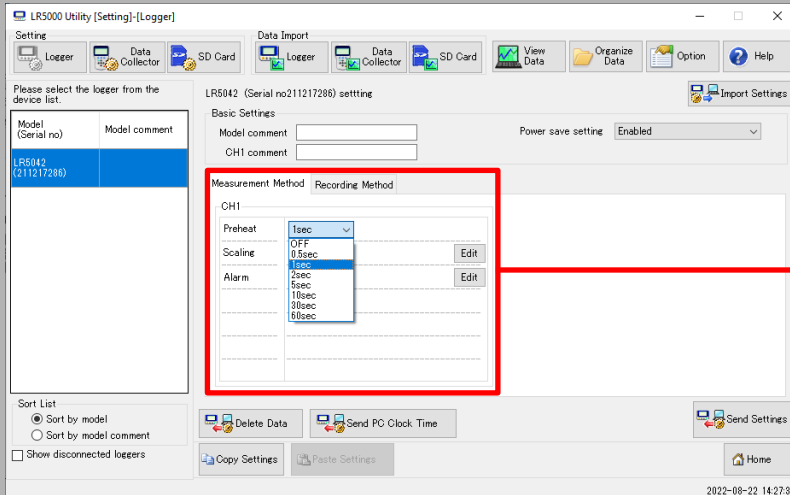 LR5000 Utility [Setting]-[Logger]
Setting
Logger
Data Collector
SD Card
Data Import
Logger
Data Collector
SD Card
View Data
Organize Data
Option
Help
Please select the logger from the
device list.
Model
(Serial no)
Model comment
LR5042
(211217286)
LR5042 (Serial no211217286) settting
Import Settings
Basic Settings
Model comment
CH1 comment
Power save setting Enabled
Measurement Method
Recording Method
CH1
Preheat 1sec
OFF
0.5sec
1sec
2sec
5sec
10sec
30sec
60sec
Scaling Edit
Alarm Edit
Sort List
Sort by model
Sort by model comment
Show disconnected loggers
Delete Data
Send PC Clock Time
Send Settings
Copy Settings
Paste Settings
Home
2022-08-22 14:27:3